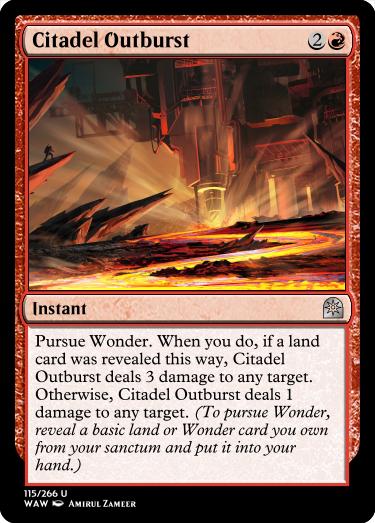 Citadel Outburst 2
Instant
Pursue Wonder. When you do, if a land
card was revealed this way, Citadel
Outburst deals 3 damage to any target.
Otherwise, Citadel Outburst deals 1
damage to any target. (To pursue Wonder,
reveal a basic land or Wonder card you own
from your sanctum and put it into your
hand.)
115/266 U
WAW Amirul Zameer